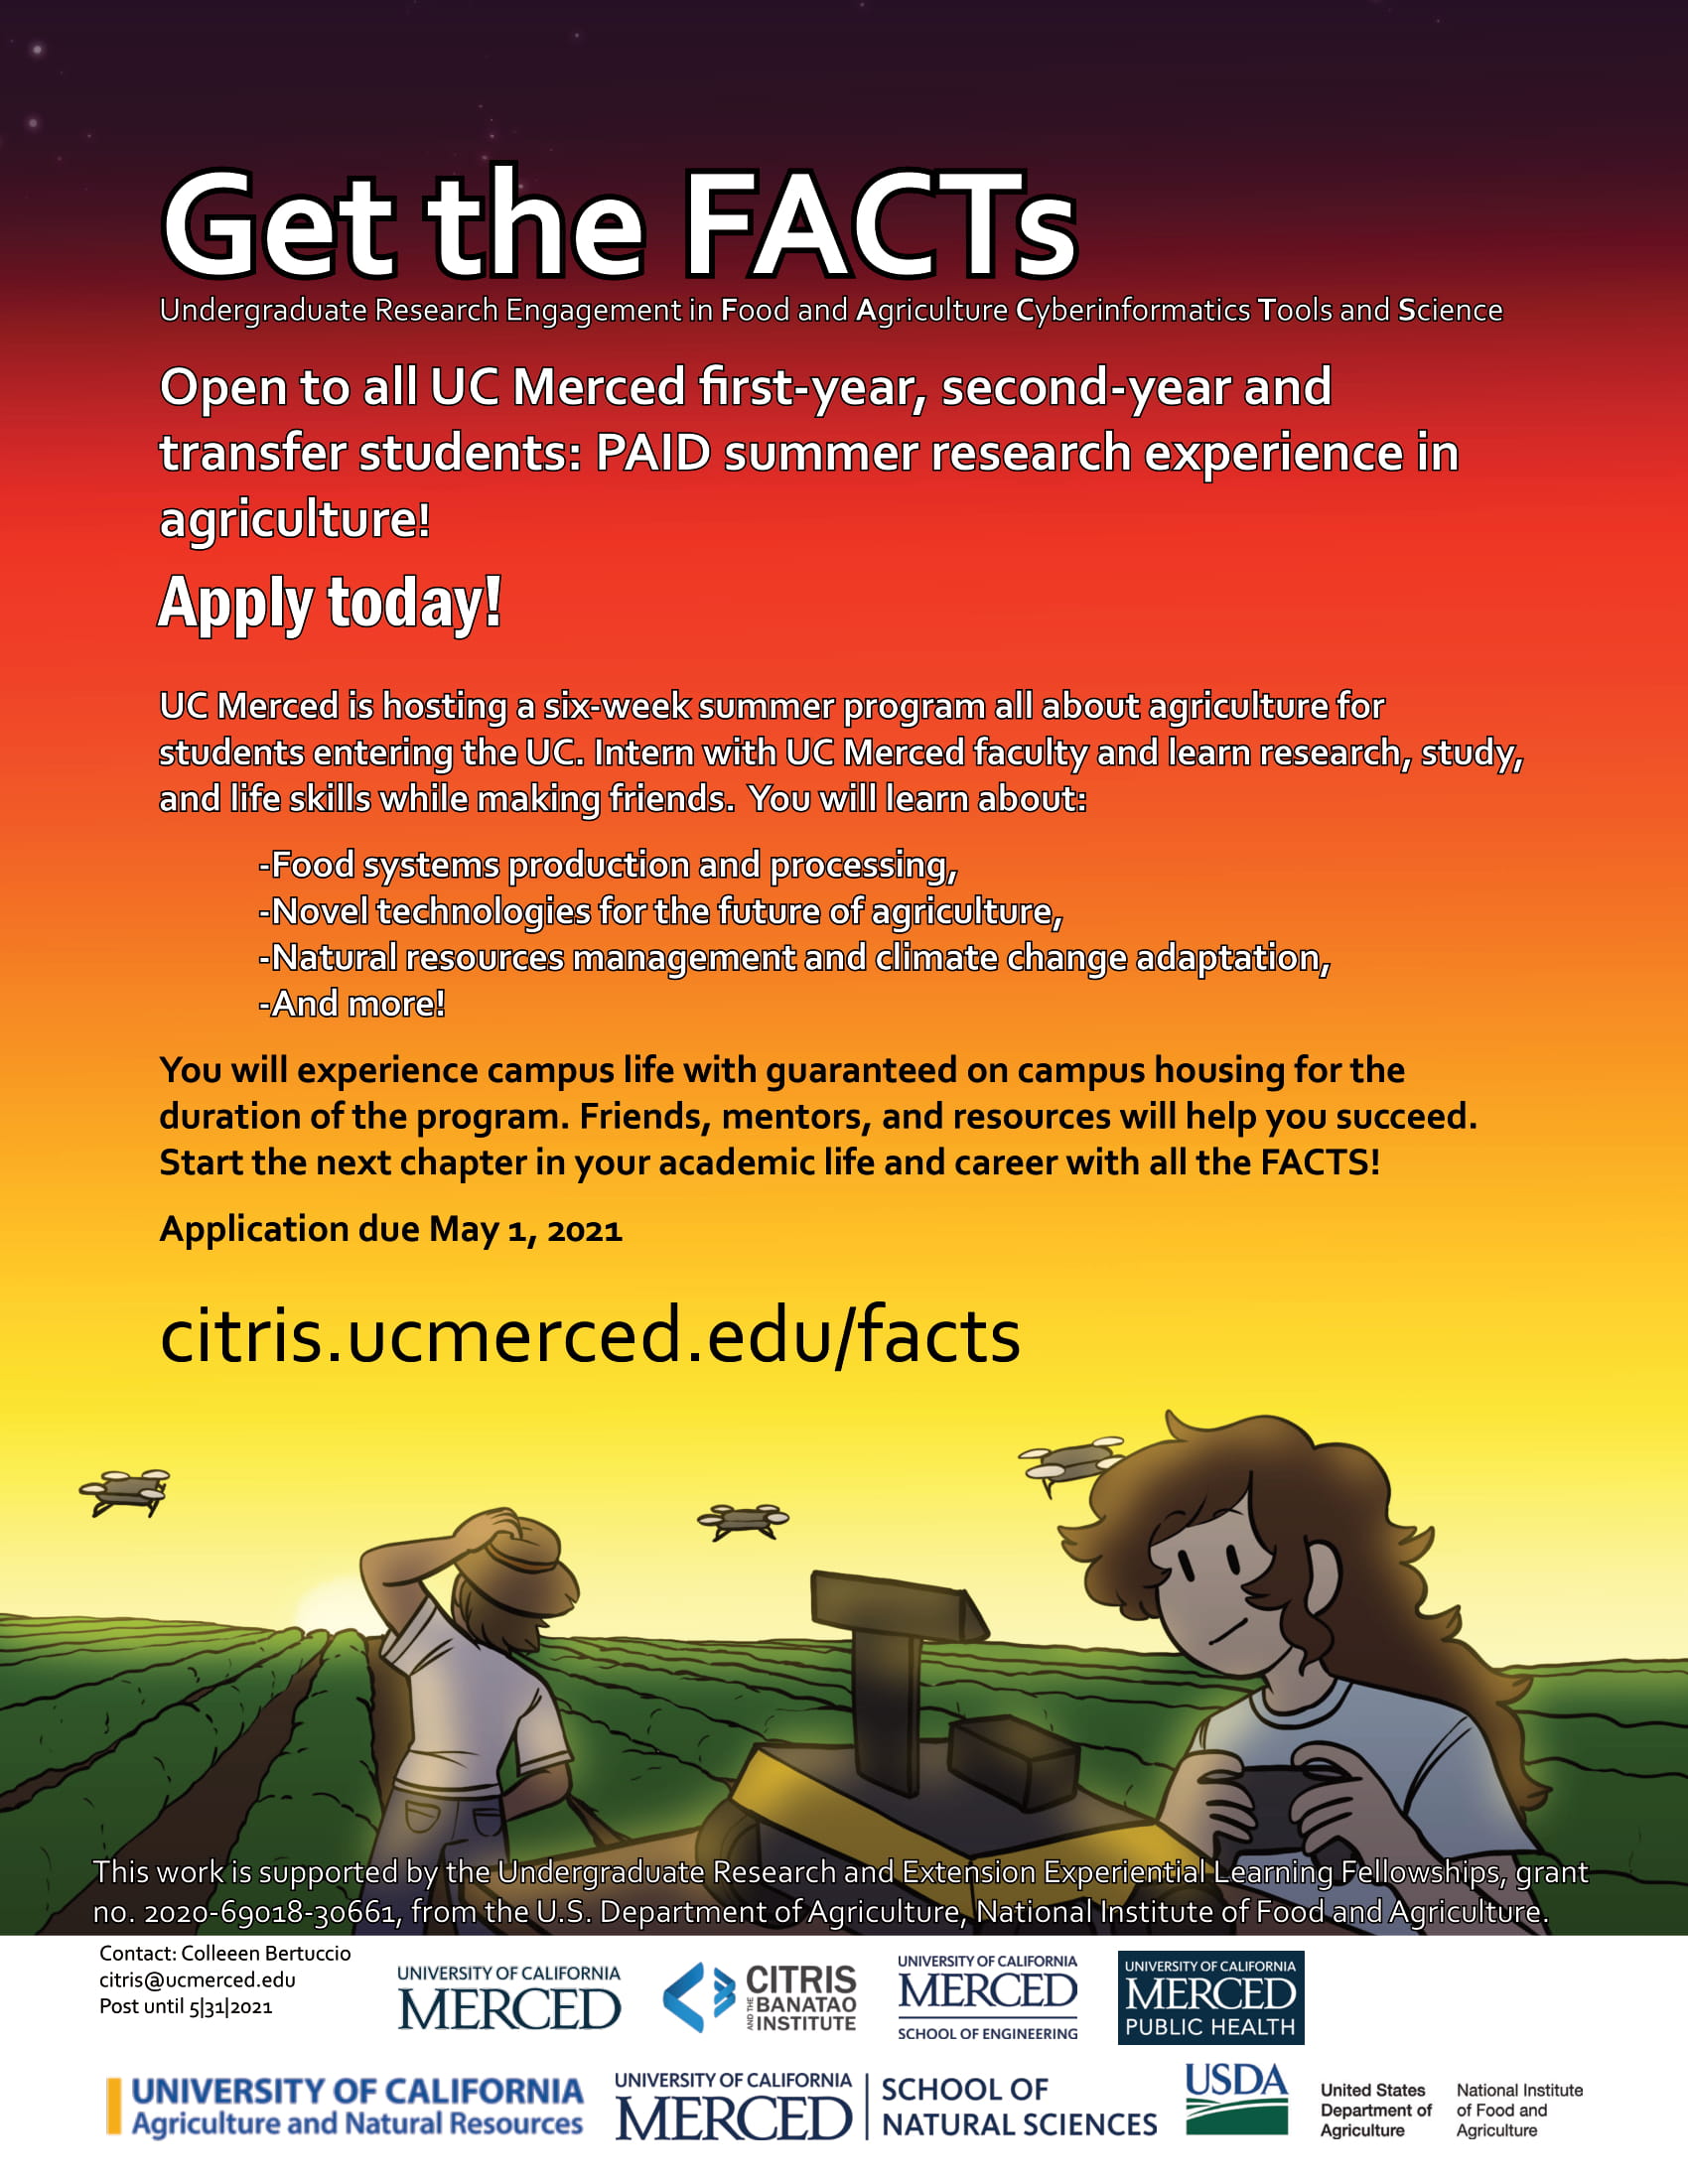 Get the FACTs
Undergraduate Research Engagement in Food and Agriculture Cyberinformatics Tools and Science
Open to all UC Merced first-year, second-year and
transfer students: PAID summer research experience in
agriculture!
Apply today!
UC Merced is hosting a six-week summer program all about agriculture for
students entering the UC. Intern with UC Merced faculty and learn research, study,
and life skills while making friends. You will learn about:
-Food systems production and processing,
-Novel technologies for the future of agriculture,
-Natural resources management and climate change adaptation,
-And more!
You will experience campus life with guaranteed on campus housing for the
duration of the program. Friends, mentors, and resources will help you succeed.
Start the next chapter in your academic life and career with all the FACTS!
Application due May 1, 2021
citris.ucmerced.edu/facts
This work is supported by the Undergraduate Research and Extension Experiential Learning Fellowships, grant
no. 2020-69018-30661, from the U.S. Department of Agriculture, National Institute of Food and Agriculture.
Contact: Colleeen Bertuccio
citris@ucmerced.edu
Post until 5|31|2021
UNIVERSITY OF CALIFORNIA
MERCED
CITRIS
AND THE BANATAO
INSTITUTE
UNIVERSITY OF CALIFORNIA
MERCED
SCHOOL OF ENGINEERING
UNIVERSITY OF CALIFORNIA
MERCED
PUBLIC HEALTH
UNIVERSITY OF CALIFORNIA
Agriculture and Natural Resources
UNIVERSITY OF CALIFORNIA
MERCED
SCHOOL OF
NATURAL SCIENCES
USDA
United States
Department of
Agriculture
National Institute
of Food and
Agriculture